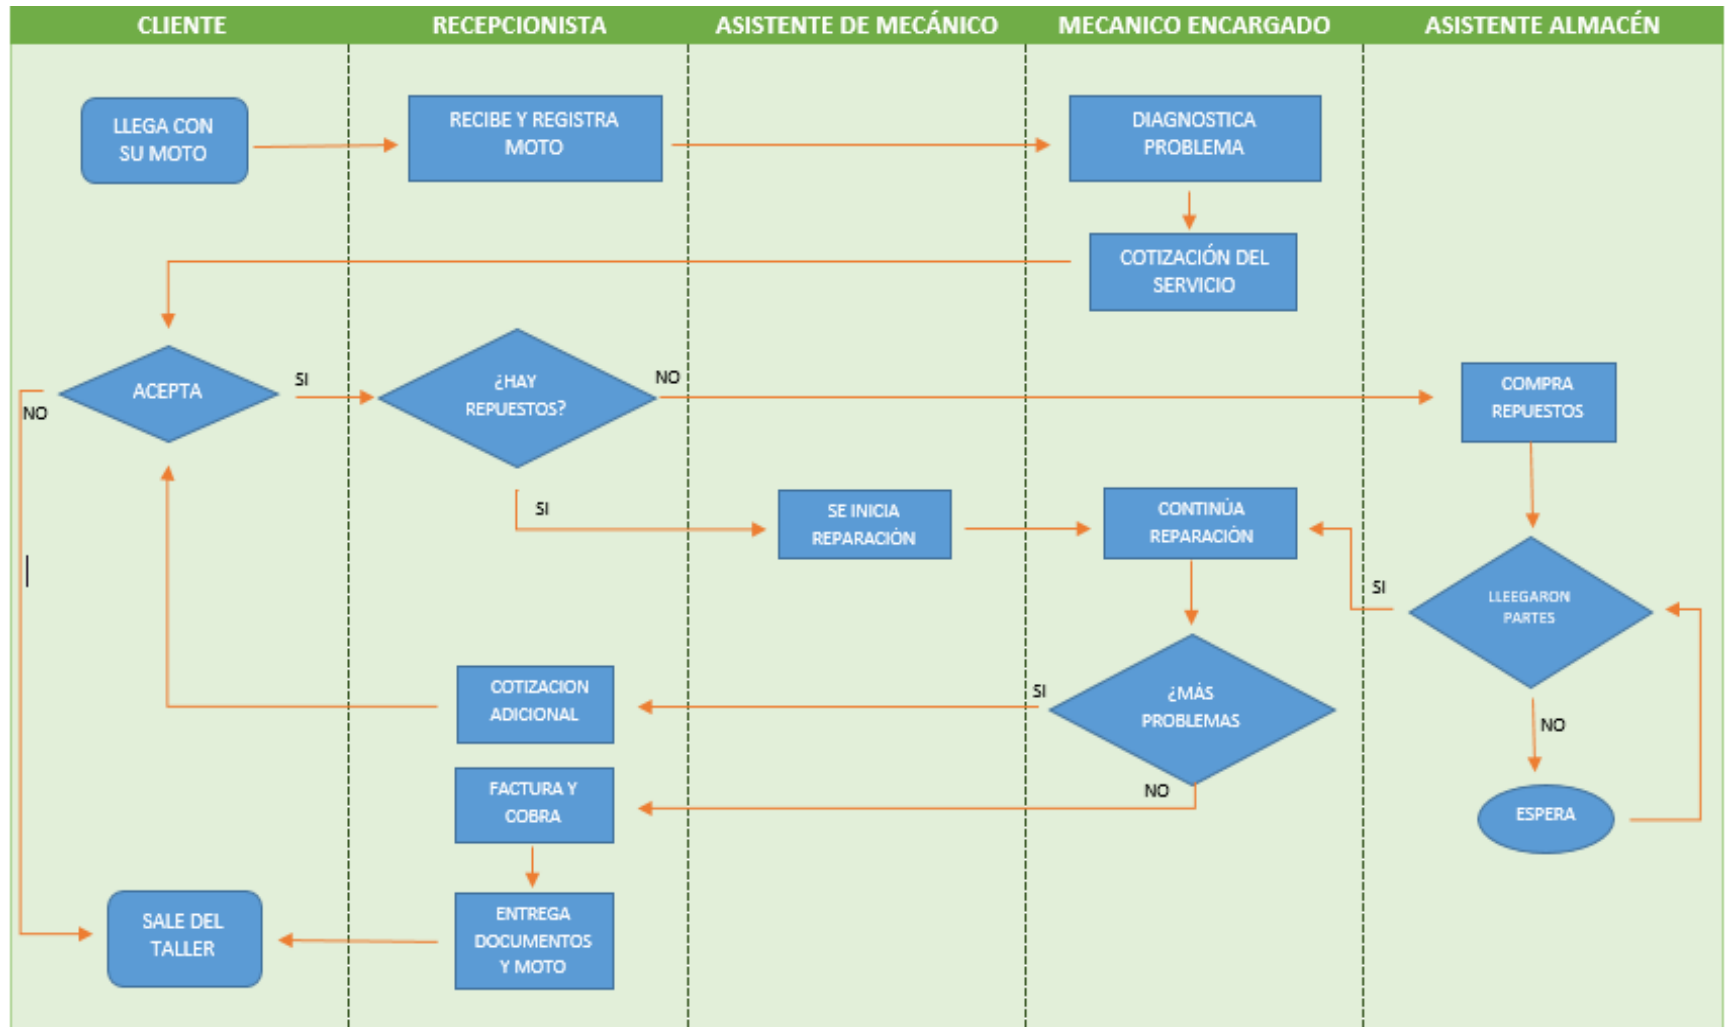 CLIENTE
RECEPCIONISTA
ASISTENTE DE MECÁNICO
MECANICO ENCARGADO
ASISTENTE ALMACÉN
LLEGA CON
SU MOTO
RECIBE Y REGISTRA
MOTO
DIAGNOSTICA
PROBLEMA
COTIZACIÓN DEL
SERVICIO
ACEPTA
SI
NO
¿HAY
REPUESTOS?
NO
SI
COMPRA
REPUESTOS
SE INICIA
REPARACIÓN
CONTINÚA
REPARACIÓN
SI
LLEEGARON
PARTES
NO
ESPERA
¿MÁS
PROBLEMAS
SI
NO
COTIZACION
ADICIONAL
FACTURA Y
COBRA
ENTREGA
DOCUMENTOS
Y MOTO
SALE DEL
TALLER